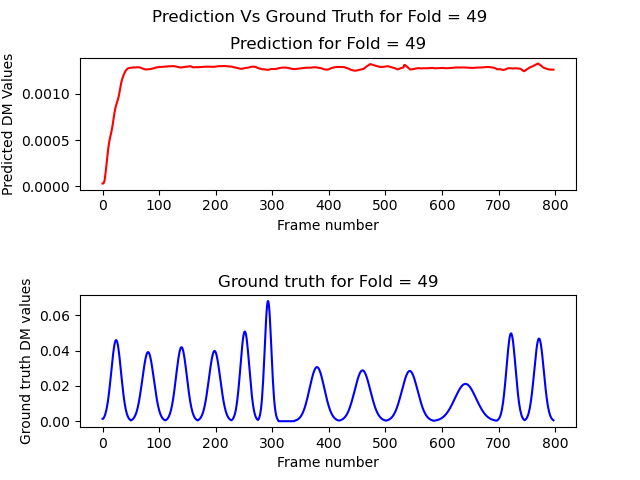 Prediction Vs Ground Truth for Fold = 49
Prediction for Fold = 49
Predicted DM Values
0.0010
0.0005
0.0000
0 100 200 300 400 500 600 700 800
Frame number
Ground truth for Fold = 49
Ground truth DM values
0.06
0.04
0.02
0.00
0 100 200 300 400 500 600 700 800
Frame number